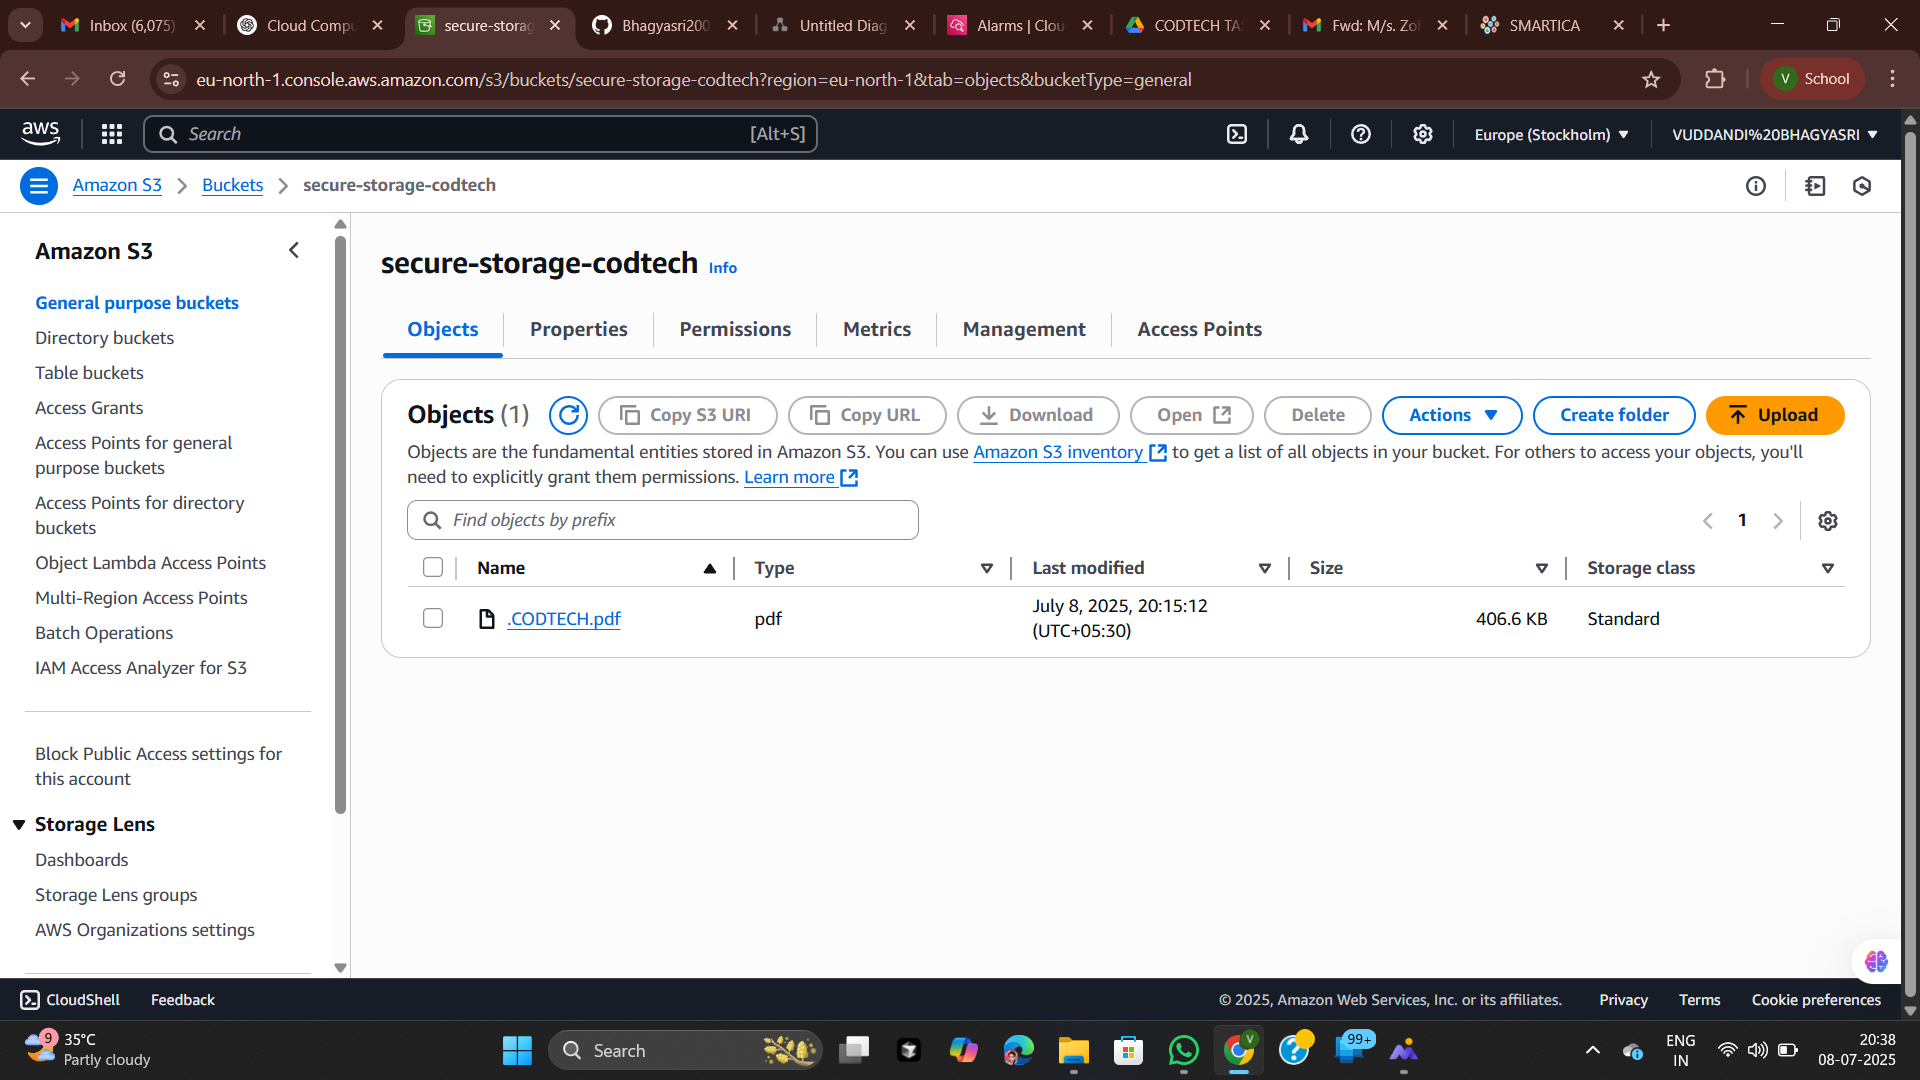 Inbox (6,075)
Cloud Compu
secure-storag
Bhagyasri200
Untitled Diag
Alarms | Clou
CODTECH TA
Fwd: M/s. Zol
SMARTICA
eu-north-1.console.aws.amazon.com/s3/buckets/secure-storage-codtech?region=eu-north-1&tab=objects&bucketType=general
V School
aws
Search [Alt+S]
Europe (Stockholm)
VUDDANDI%20BHAGYASRI
Amazon S3 > Buckets > secure-storage-codtech
Amazon S3
General purpose buckets
Directory buckets
Table buckets
Access Grants
Access Points for general
purpose buckets
Access Points for directory
buckets
Object Lambda Access Points
Multi-Region Access Points
Batch Operations
IAM Access Analyzer for S3
Block Public Access settings for
this account
Storage Lens
Dashboards
Storage Lens groups
AWS Organizations settings
secure-storage-codtech Info
Objects
Properties
Permissions
Metrics
Management
Access Points
Objects (1)
Copy S3 URI
Copy URL
Download
Open
Delete
Actions
Create folder
Upload
Objects are the fundamental entities stored in Amazon S3. You can use Amazon S3 inventory to get a list of all objects in your bucket. For others to access your objects, you'll
need to explicitly grant them permissions. Learn more
Find objects by prefix
1
Name
Type
Last modified
Size
Storage class
.CODTECH.pdf
pdf
July 8, 2025, 20:15:12
(UTC+05:30)
406.6 KB
Standard
CloudShell
Feedback
© 2025, Amazon Web Services, Inc. or its affiliates.
Privacy
Terms
Cookie preferences
9
35°C
Partly cloudy
Search
V
99+
ENG
IN
20:38
08-07-2025